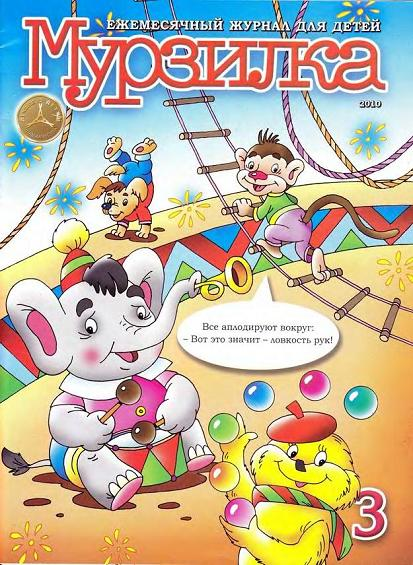 ЕЖЕМЕСЯЧНЫЙ ЖУРНАЛ ДЛЯ ДЕТЕЙ
Мурзилка
2010
Все аплодируют вокруг:
– Вот это значит – ловкость рук!
3